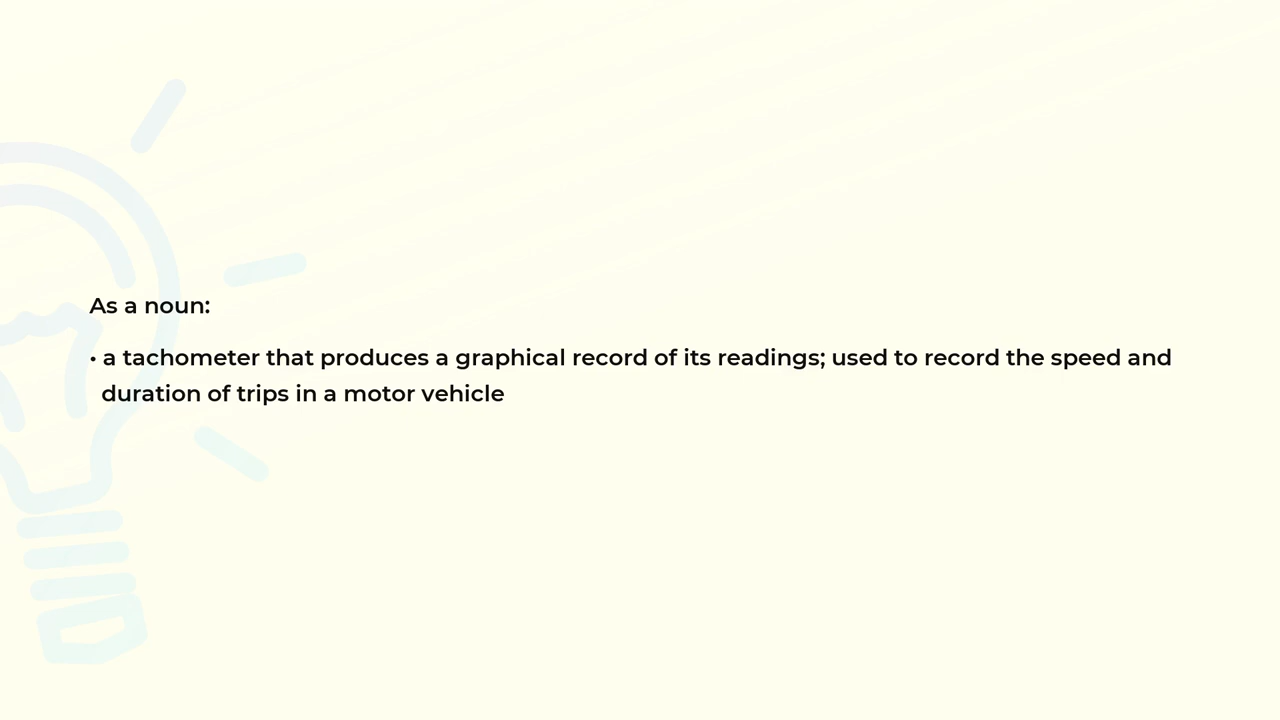 As a noun:
• a tachometer that produces a graphical record of its readings; used to record the speed and
duration of trips in a motor vehicle